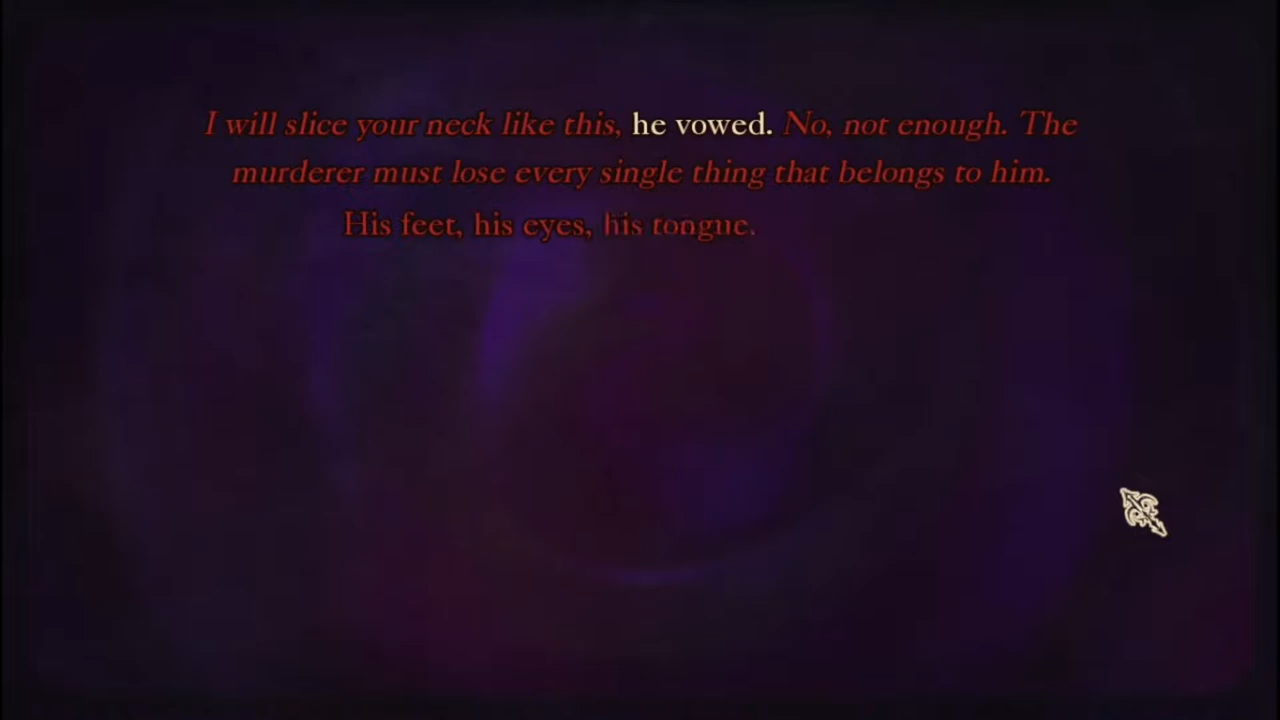 I will slice your neck like this, he vowed. No, not enough. The
murderer must lose every single thing that belongs to him.
His feet, his eyes, his tongue.